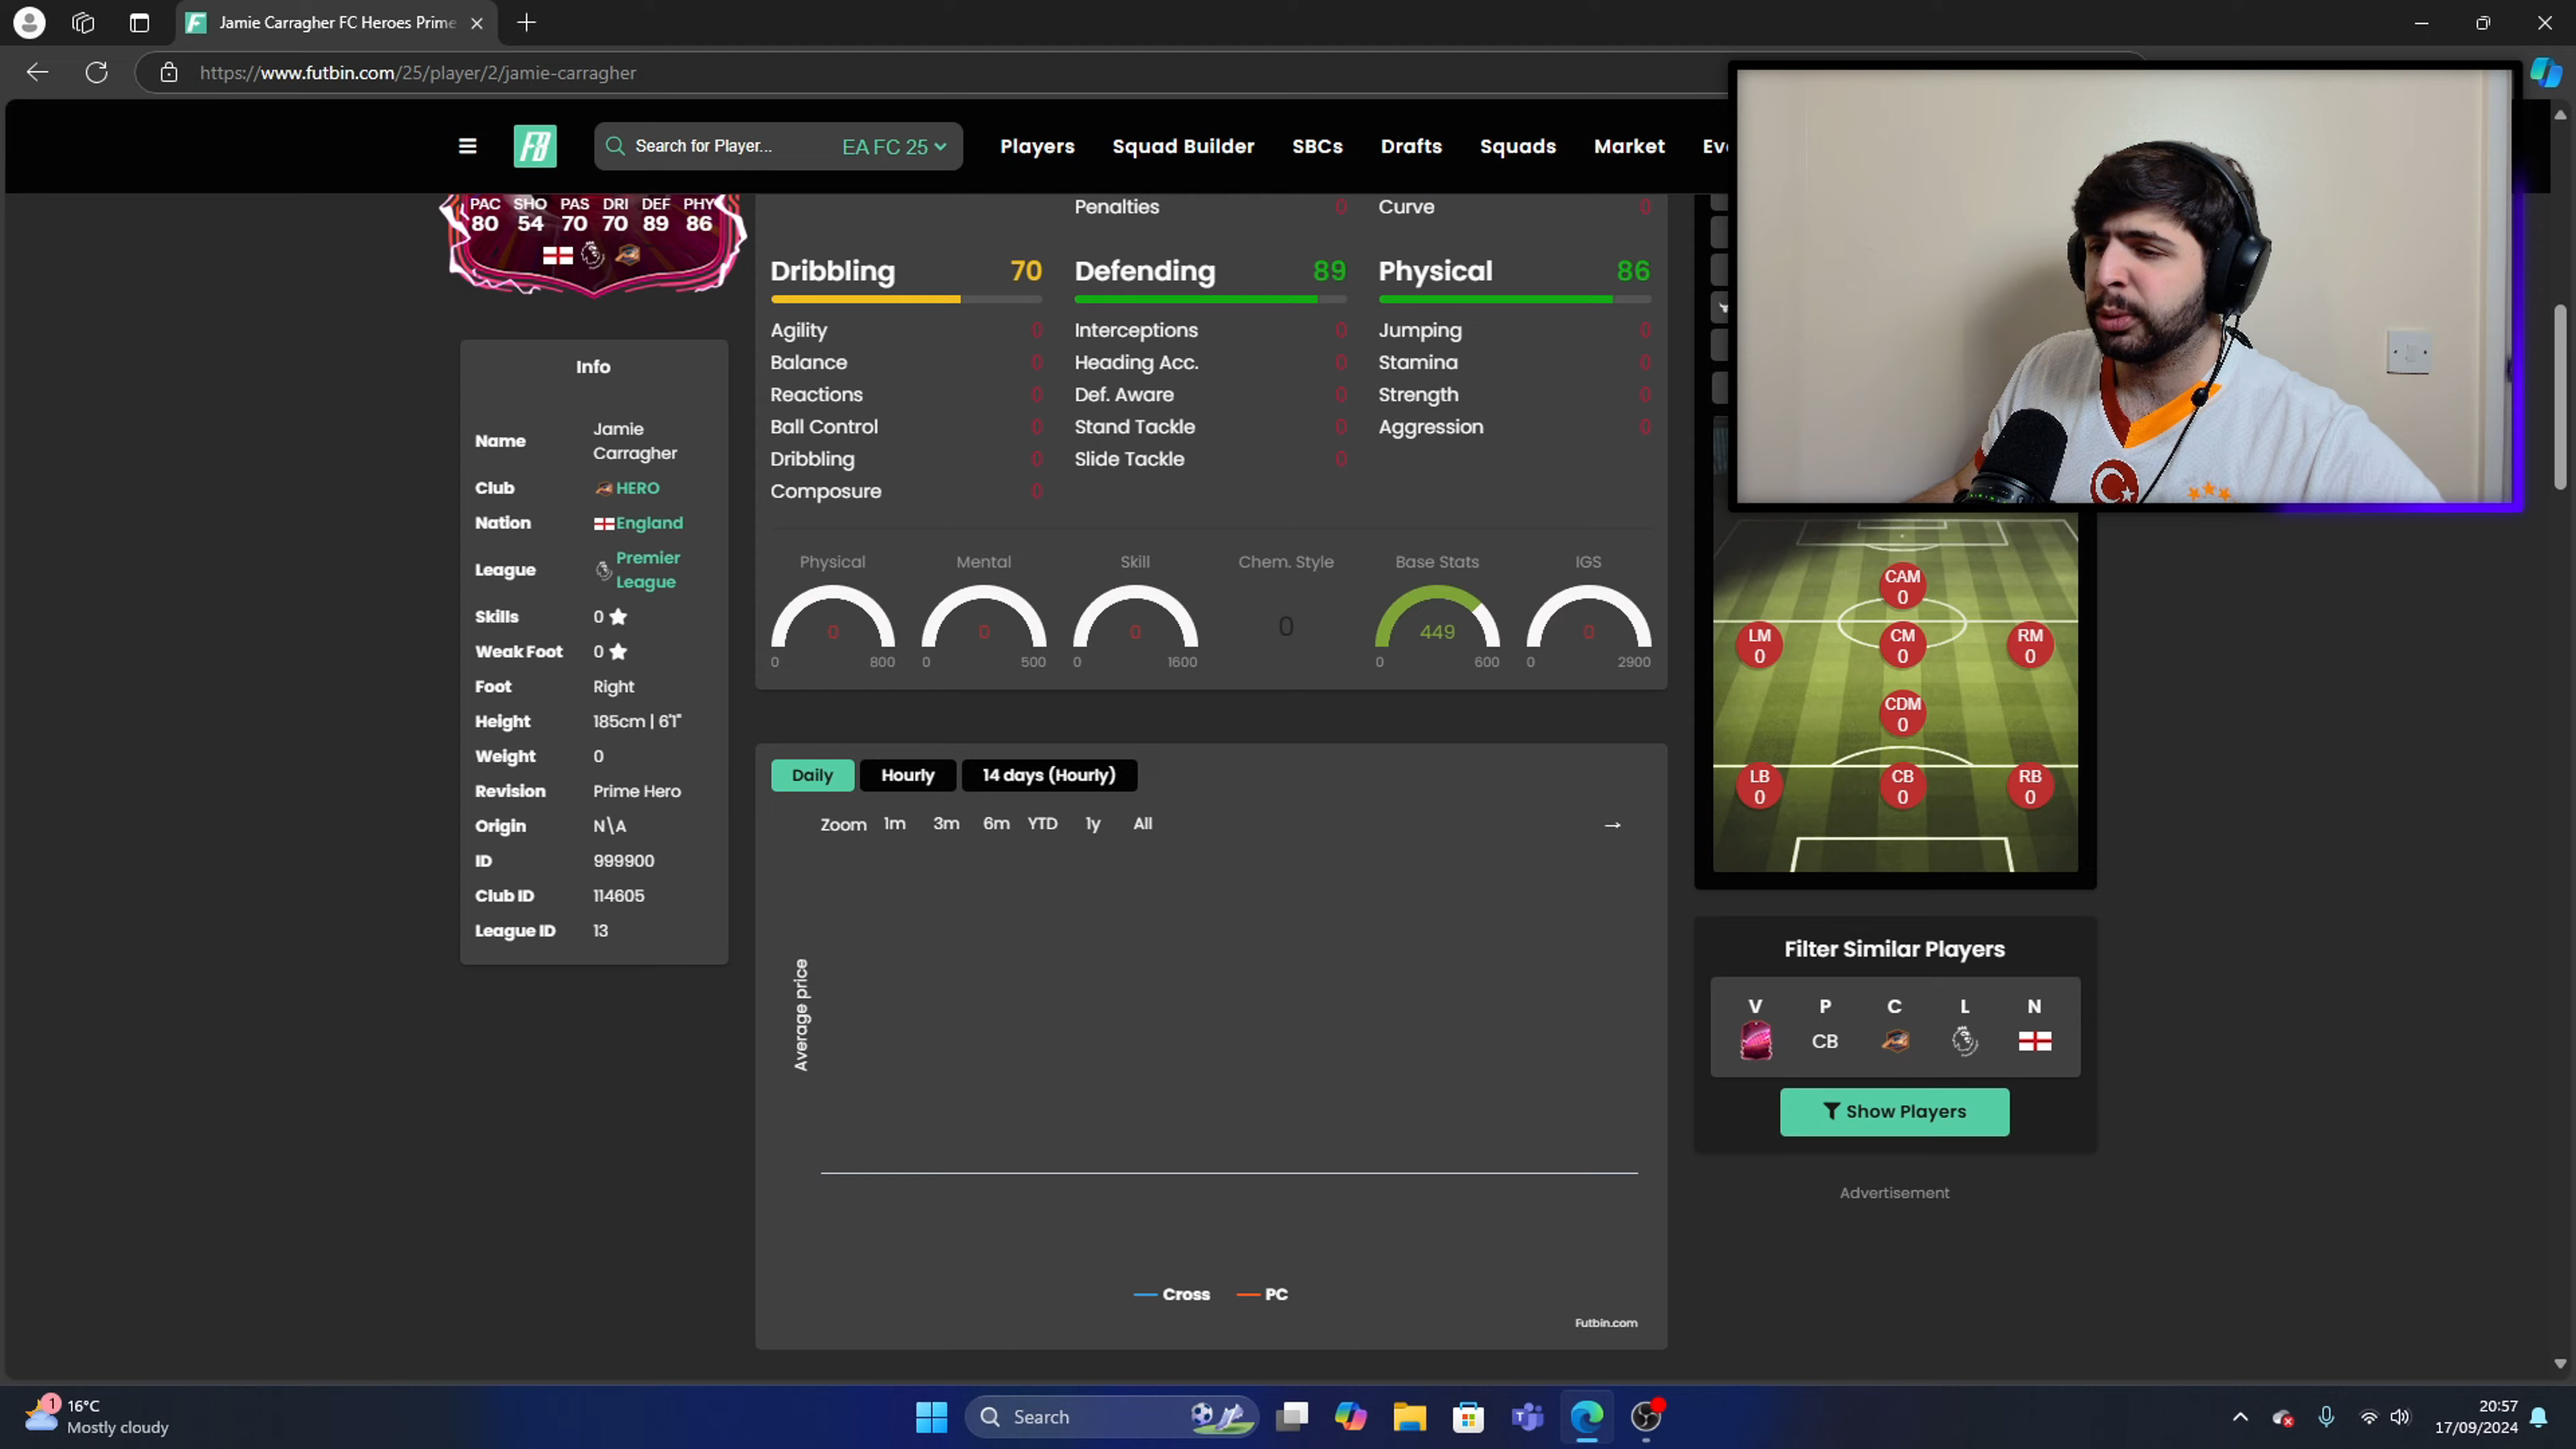 Jamie Carragher FC Heroes Prime
https://www.futbin.com/25/player/2/jamie-carragher
FB
Search for Player...
EA FC 25
Players
Squad Builder
SBCs
Drafts
Squads
Market
PAC SHO PAS DRI DEF PHY
80 54 70 70 89 86
Info
Name Jamie Carragher
Club HERO
Nation England
League Premier League
Skills 0
Weak Foot 0
Foot Right
Height 185cm | 6'1"
Weight 0
Revision Prime Hero
Origin N\A
ID 999900
Club ID 114605
League ID 13
Penalties 0
Curve 0
Dribbling 70
Agility 0
Balance 0
Reactions 0
Ball Control 0
Dribbling 0
Composure 0
Defending 89
Interceptions 0
Heading Acc. 0
Def. Aware 0
Stand Tackle 0
Slide Tackle 0
Physical 86
Jumping 0
Stamina 0
Strength 0
Aggression 0
Physical
0
0 800
Mental
0
0 500
Skill
0
0 1600
Chem. Style
0
Base Stats
449
0 600
IGS
0
0 2900
Daily
Hourly
14 days (Hourly)
Zoom 1m 3m 6m YTD 1y All
→
Average price
Cross
PC
Futbin.com
CAM
0
LM
0
CM
0
RM
0
CDM
0
LB
0
CB
0
RB
0
Filter Similar Players
V P C L N
CB
Show Players
Advertisement
1
16°C
Mostly cloudy
Search
20:57
17/09/2024